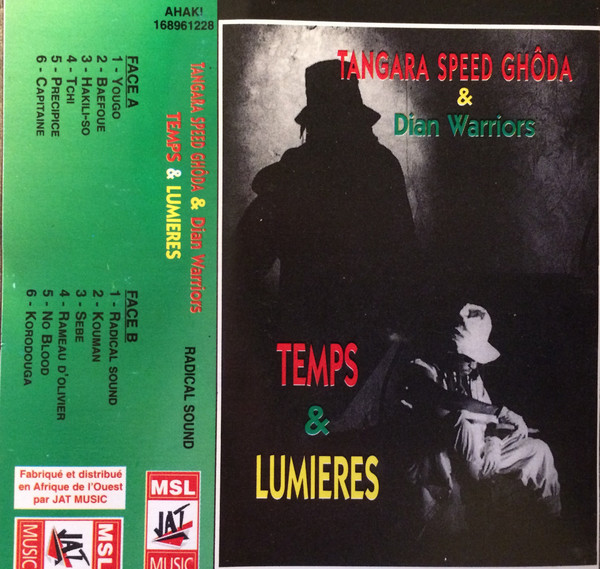 AHAK!
168961228
FACE A
1 - YOUGO
2 - BAEFOUE
3 - HAKILI-SO
4 - TCHI
5 - PRECIPICE
6 - CAPITAINE
FACE B
1 - RADICAL SOUND
2 - KOUMAN
3 - SEBE
4 - RAMEAU D'OLIVIER
5 - NO BLOOD
6 - KORODOUGA
TANGARA SPEED GHÔDA & Dian Warriors
TEMPS & LUMIERES
RADICAL SOUND
Fabriqué et distribué
en Afrique de l'Ouest
par JAT MUSIC
MSL
JAT
MUSIC
MSL
JAT
MUSIC
TANGARA SPEED GHÔDA
&
Dian Warriors
TEMPS
&
LUMIERES